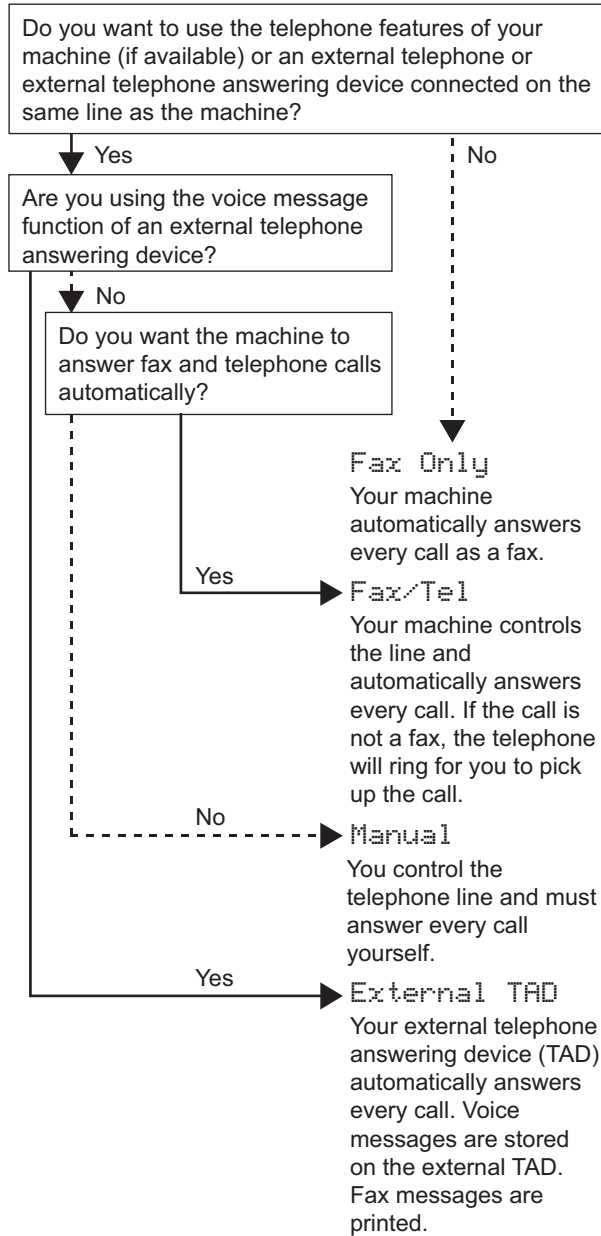 Do you want to use the telephone features of your
machine (if available) or an external telephone or
external telephone answering device connected on the
same line as the machine?
Yes
No
Are you using the voice message
function of an external telephone
answering device?
No
Do you want the machine to
answer fax and telephone calls
automatically?
Fax Only
Your machine
automatically answers
every call as a fax.
Yes
Fax/Tel
Your machine controls
the line and
automatically answers
every call. If the call is
not a fax, the telephone
will ring for you to pick
up the call.
No
Manual
You control the
telephone line and must
answer every call
yourself.
Yes
External TAD
Your external telephone
answering device (TAD)
automatically answers
every call. Voice
messages are stored
on the external TAD.
Fax messages are
printed.